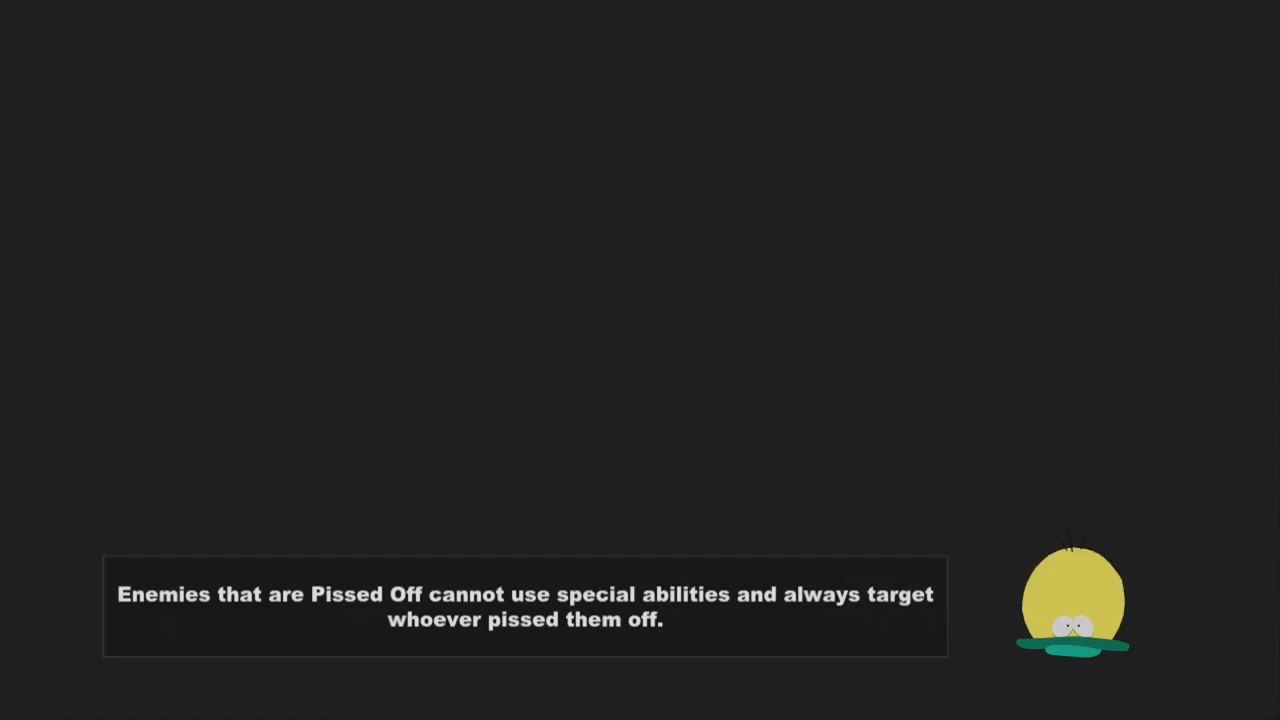 Enemies that are Pissed Off cannot use special abilities and always target
whoever pissed them off.